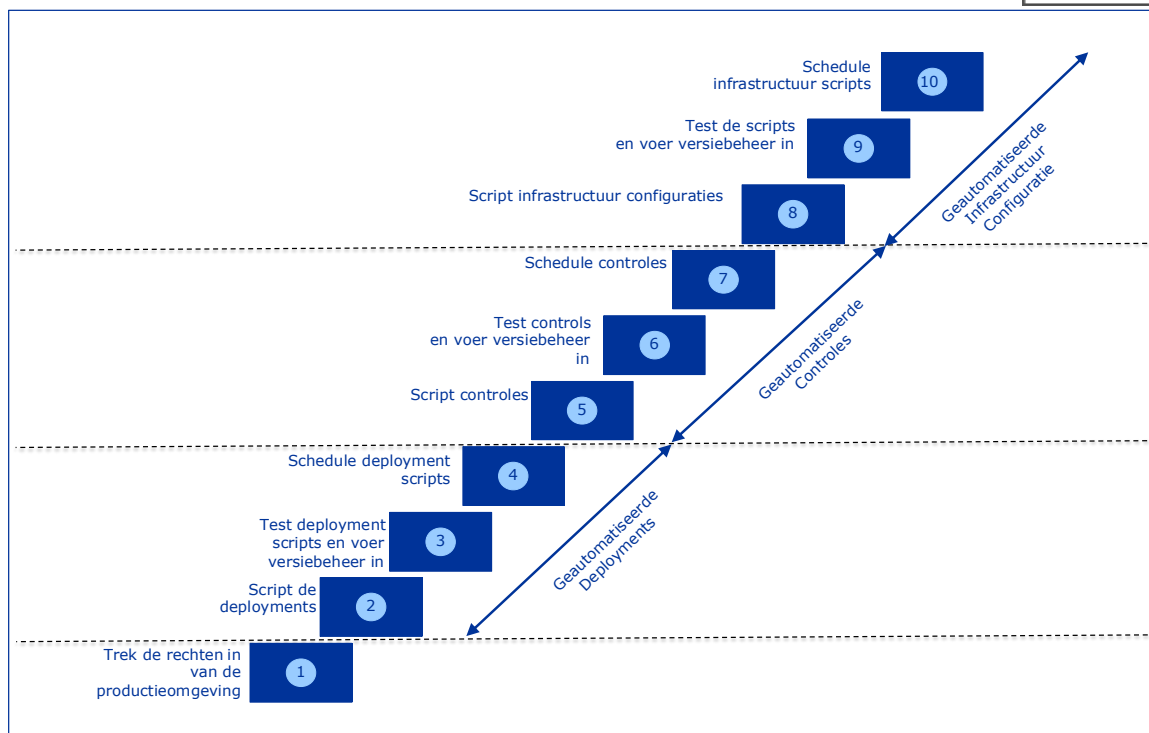 Schedule
infrastructuur scripts
10
Test de scripts
en voer versiebeheer in
9
Script infrastructuur configuraties
8
Geautomatiseerde
Infrastructuur
Configuratie
Schedule controles
7
Test controls
en voer versiebeheer
in
6
Script controles
5
Geautomatiseerde
Controles
Schedule deployment
scripts
4
Test deployment
scripts en voer
versiebeheer in
3
Script de
deployments
2
Geautomatiseerde
Deployments
Trek de rechten in
van de
productieomgeving
1